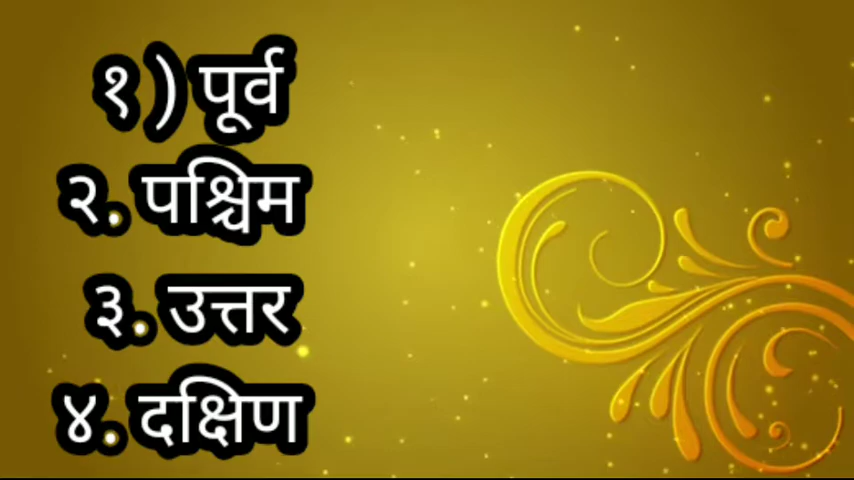 १) पूर्व
२. पश्चिम
३. उत्तर
४. दक्षिण